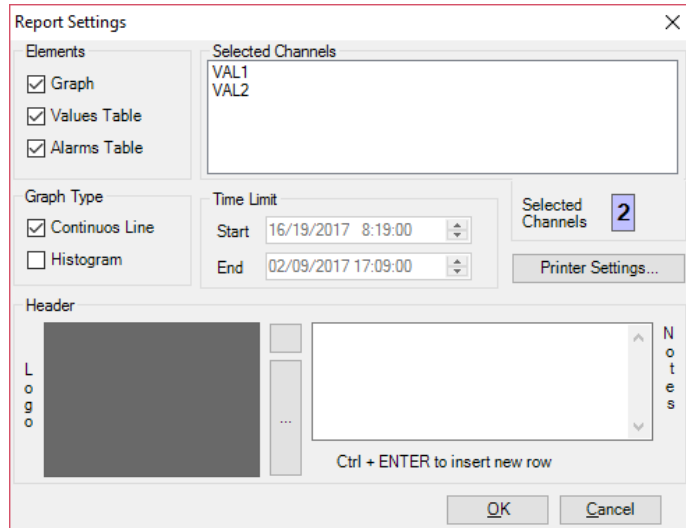 Report Settings
Elements
Graph
Values Table
Alarms Table
Selected Channels
VAL1
VAL2
Graph Type
Continuos Line
Histogram
Time Limit
Start 16/19/2017 8:19:00
End 02/09/2017 17:09:00
Selected
Channels
2
Printer Settings...
Header
Logo
...
Notes
Ctrl + ENTER to insert new row
OK Cancel